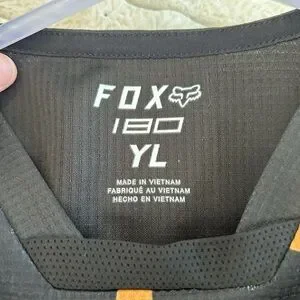 FOX
180
YL
MADE IN VIETNAM
FABRIQUÉ AU VIETNAM
HECHO EN VIETNAM